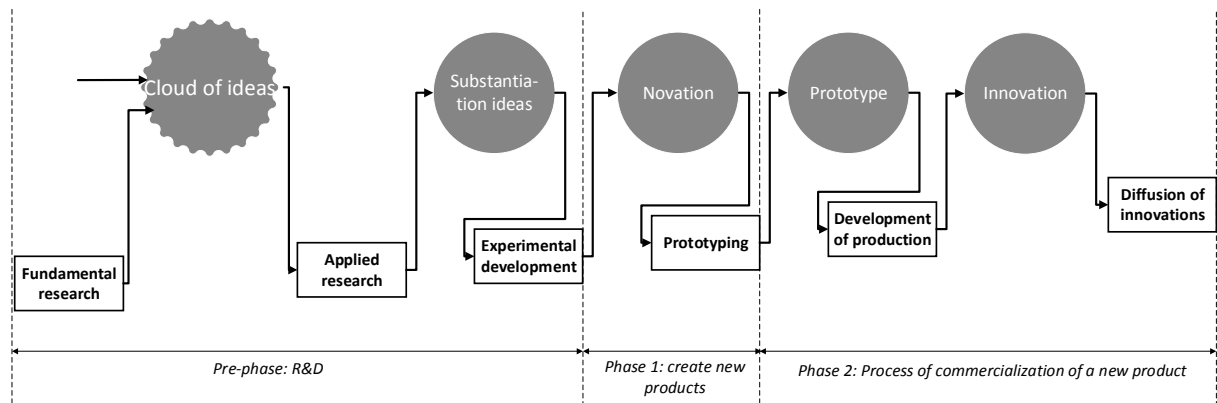 Cloud of ideas
Substantia-
tion ideas
Novation
Prototype
Innovation
Fundamental
research
Applied
research
Experimental
development
Prototyping
Development
of production
Diffusion of
innovations
Pre-phase: R&D
Phase 1: create new
products
Phase 2: Process of commercialization of a new product